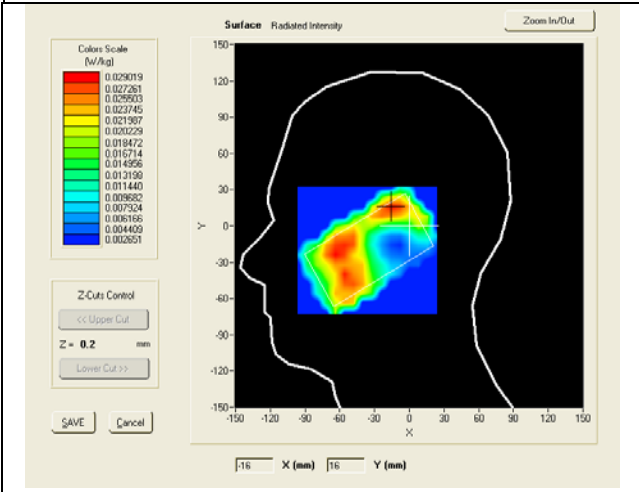 Surface Radiated Intensity
Zoom In/Out
Colors Scale
(W/kg)
0.029019
0.027261
0.025503
0.023745
0.021987
0.020229
0.018472
0.016714
0.014956
0.013198
0.011440
0.009682
0.007924
0.006166
0.004409
0.002651
Z-Cuts Control
<< Upper Cut
Z = 0.2 mm
Lower Cut >>
SAVE Cancel
150-
120-
90-
60-
30-
0-
-30-
-60-
-90-
-120-
-150-
Y
-150 -120 -90 -60 -30 0 30 60 90 120 150
X
-16 X (mm) 16 Y (mm)